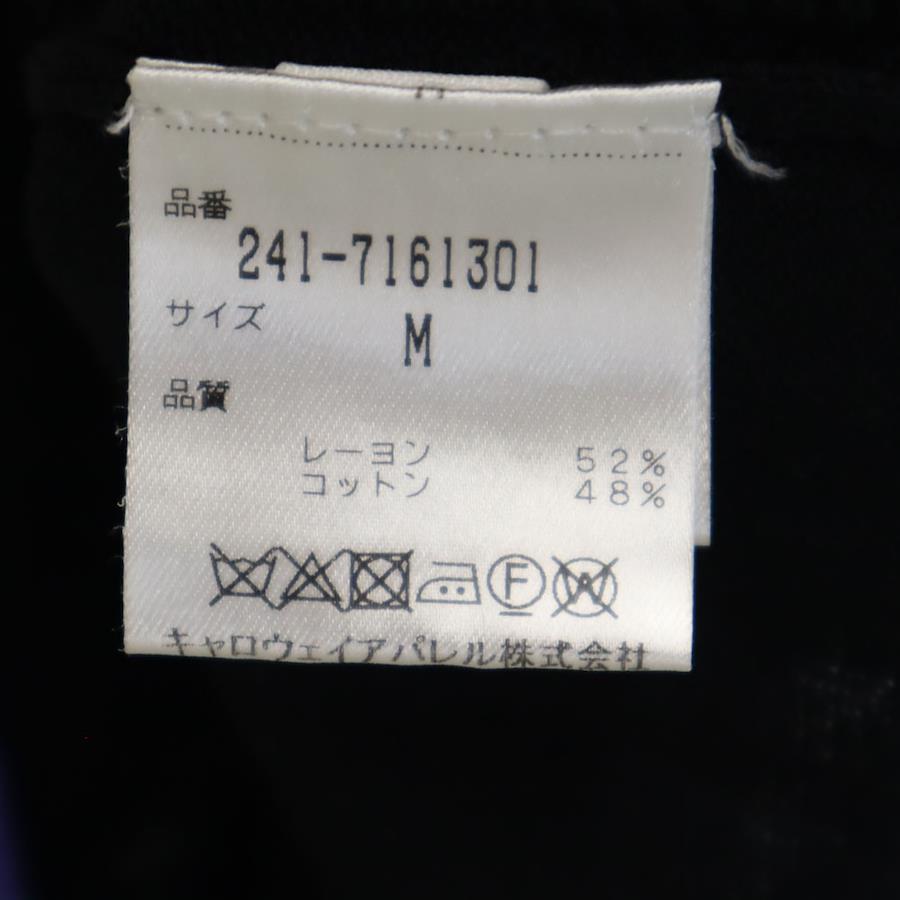 品番
241-7161301
サイズ
M
品質
レーヨン 52%
コットン 48%
F
W
キャロウェイアパレル株式会社